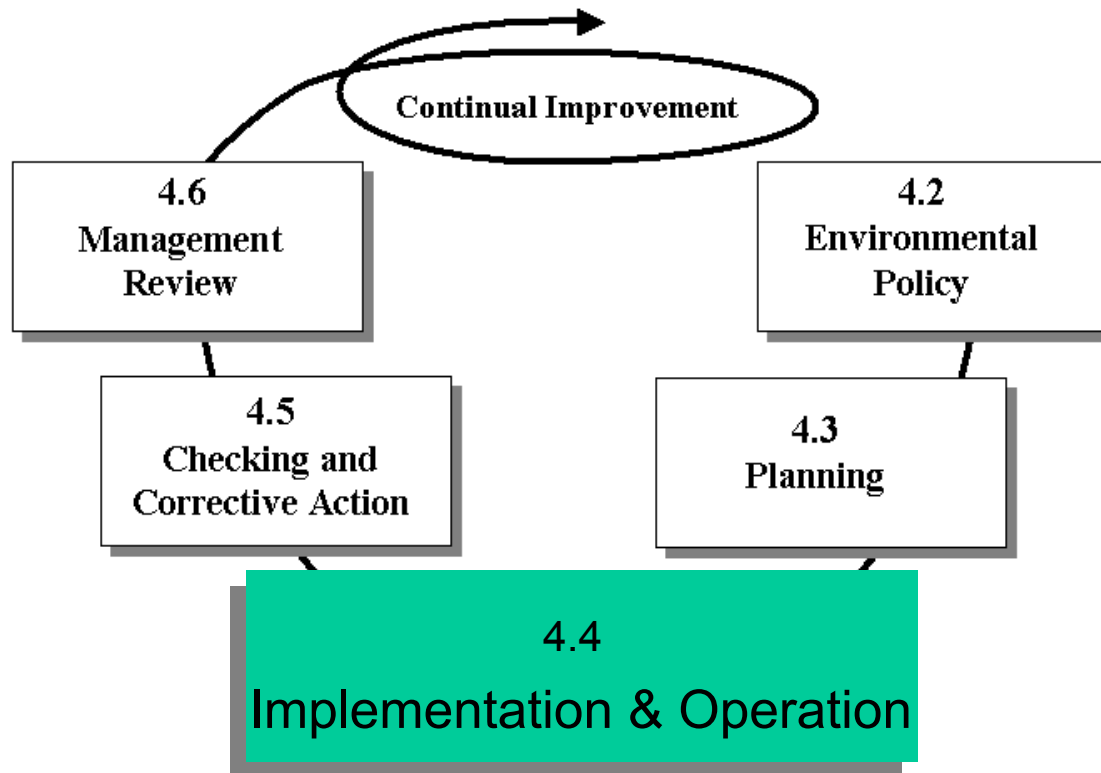 Continual Improvement
4.6
Management
Review
4.2
Environmental
Policy
4.5
Checking and
Corrective Action
4.3
Planning
4.4
Implementation & Operation